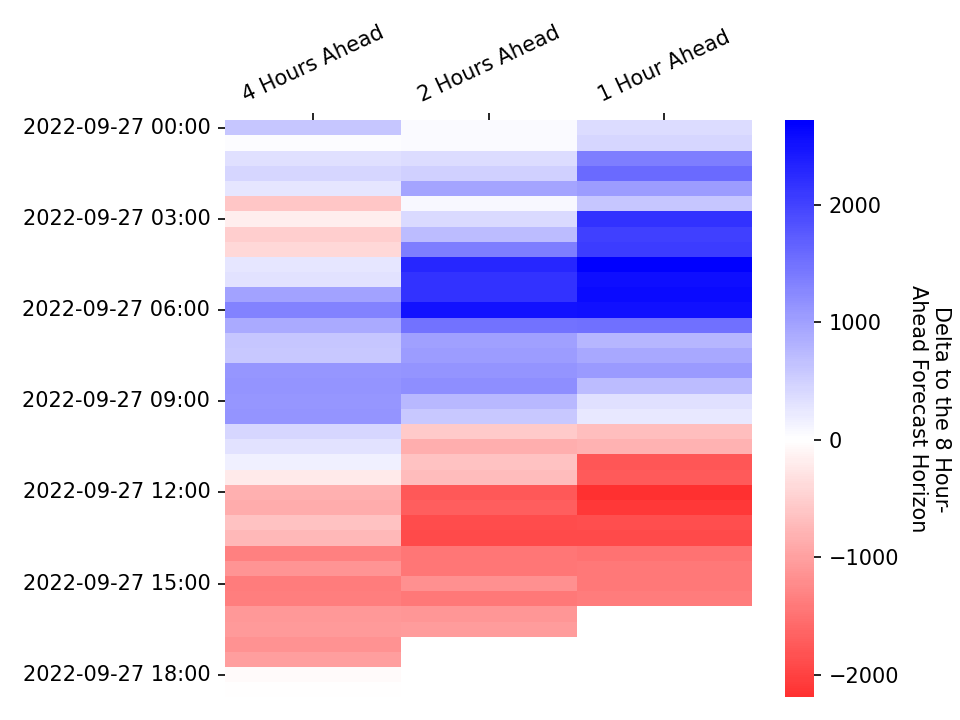 4 Hours Ahead
2 Hours Ahead
1 Hour Ahead
2022-09-27 00:00
2022-09-27 03:00
2022-09-27 06:00
2022-09-27 09:00
2022-09-27 12:00
2022-09-27 15:00
2022-09-27 18:00
2000
1000
0
−1000
−2000
Delta to the 8 Hour-
Ahead Forecast Horizon